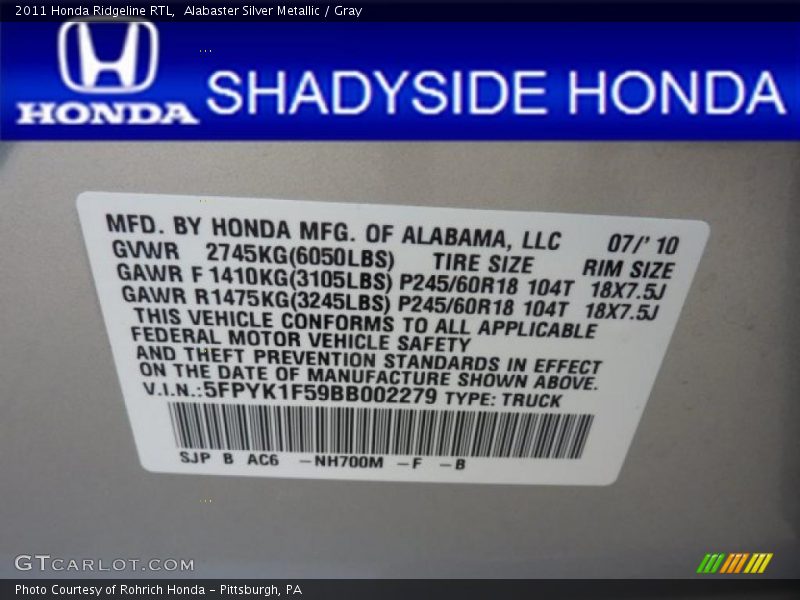 2011 Honda Ridgeline RTL,  Alabaster Silver Metallic / Gray
HONDA SHADYSIDE HONDA
MFD. BY HONDA MFG. OF ALABAMA, LLC 07/' 10
GVWR 2745KG(6050LBS) TIRE SIZE RIM SIZE
GAWR F 1410KG(3105LBS) P245/60R18 104T 18X7.5J
GAWR R1475KG(3245LBS) P245/60R18 104T 18X7.5J
THIS VEHICLE CONFORMS TO ALL APPLICABLE
FEDERAL MOTOR VEHICLE SAFETY
AND THEFT PREVENTION STANDARDS IN EFFECT
ON THE DATE OF MANUFACTURE SHOWN ABOVE.
V.I.N.:5FPYK1F59BB002279 TYPE: TRUCK
SJP B AC6 -NH700M -F -B
GTCARLOT.COM
Photo Courtesy of Rohrich Honda - Pittsburgh, PA